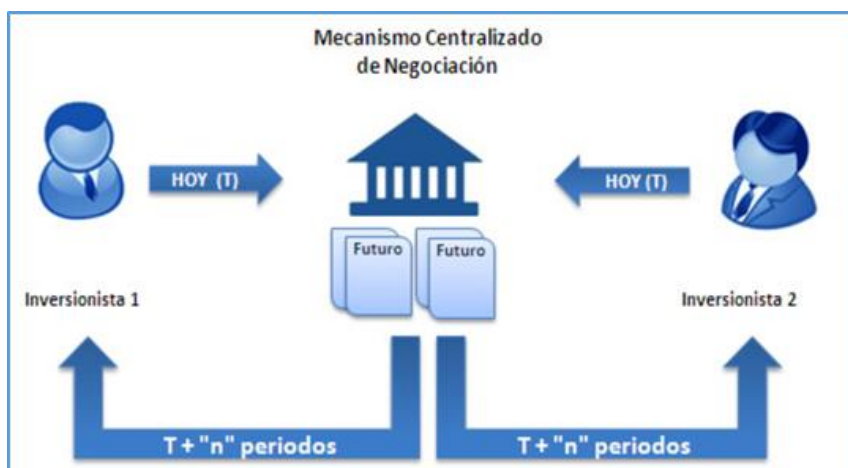 Mecanismo Centralizado
de Negociación
HOY (T)
HOY (T)
Futuro
Futuro
Inversionista 1
Inversionista 2
T + "n" periodos
T + "n" periodos